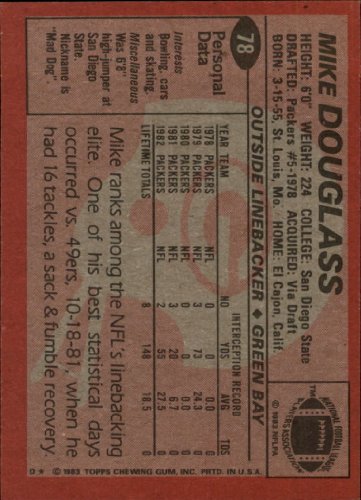 78
MIKE DOUGLASS
HEIGHT: 6'0" WEIGHT: 224 COLLEGE: San Diego State
DRAFTED: Packers #5-1978 ACQUIRED: Via Draft
BORN: 3-15-55, St. Louis, Mo. HOME: El Cajon, Calif.
OUTSIDE LINEBACKER ◆ GREEN BAY
Personal
Data
Interests
Bowling, cars
and skating.
Miscellaneous
Was 6'8"
high-jumper at
San Diego
State
Nickname is
"Mad Dog".
INTERCEPTION RECORD
YEAR TEAM NO YDS AVG TDS
1978 PACKERS
1979 PACKERS
1980 PACKERS
1981 PACKERS
1982 PACKERS
LIFETIME TOTALS 8 148 18.5
Mike ranks among the NFL's linebacking
elite. One of his best statistical days
occurred vs. 49ers, 10-18-81, when he
had 16 tackles, a sack & fumble recovery.
NATIONAL FOOTBALL LEAGUE
PLAYERS ASSOCIATION
TM
© 1983 NFLPA
D★ © 1983 TOPPS CHEWING GUM, INC. PRTD. IN U.S.A.